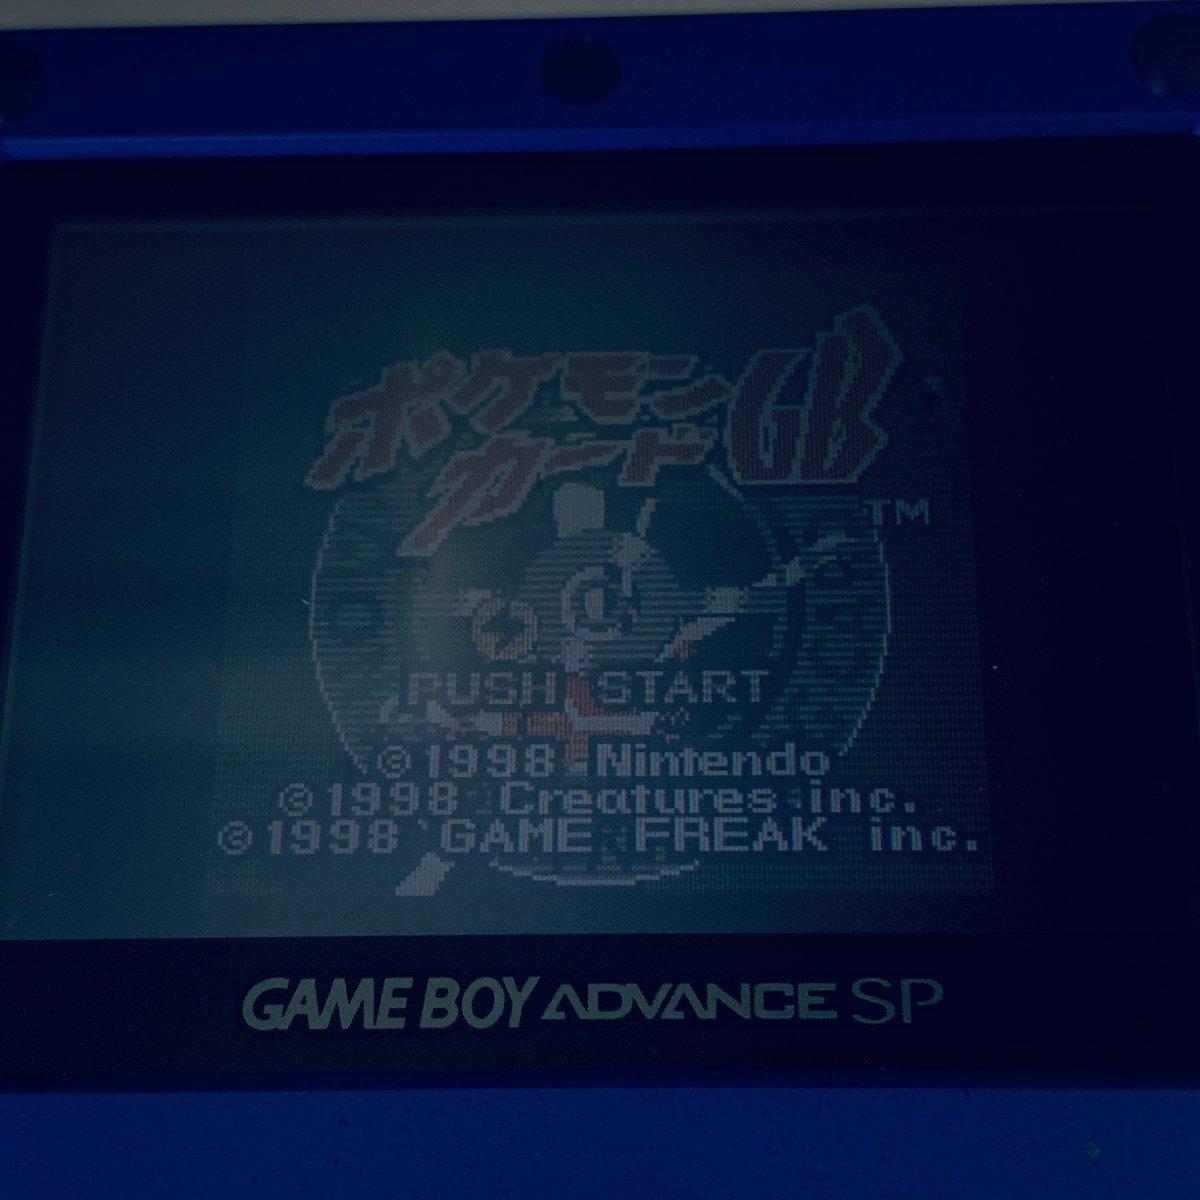 ポケモン
カードGB
TM
PUSH START
©1998 Nintendo
©1998 Creatures inc.
©1998 GAME FREAK inc.
GAME BOY ADVANCE SP